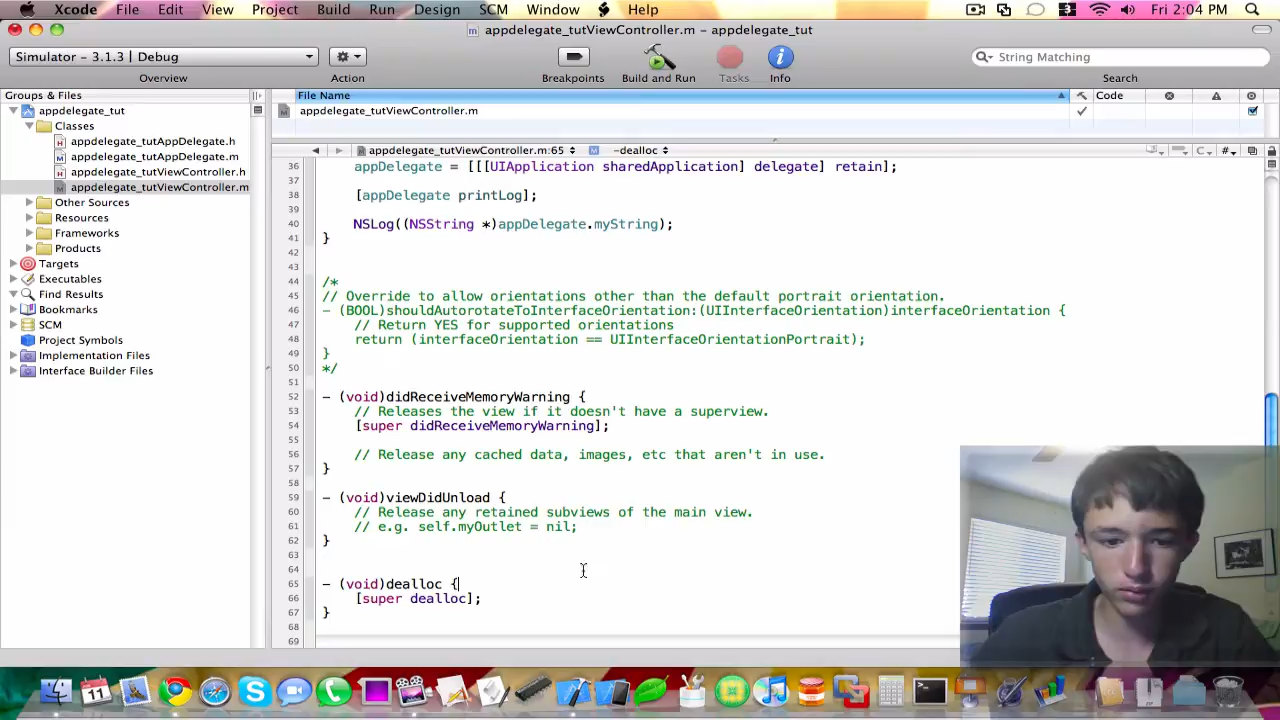 Xcode File Edit View Project Build Run Design SCM Window Help Fri 2:04 PM
appdelegate_tutViewController.m – appdelegate_tut
Simulator - 3.1.3 | Debug
String Matching
Overview Action Breakpoints Build and Run Tasks Info Search
Groups & Files
File Name Code
appdelegate_tut
appdelegate_tutViewController.m
Classes
appdelegate_tutAppDelegate.h
appdelegate_tutAppDelegate.m
appdelegate_tutViewController.h
appdelegate_tutViewController.m
Other Sources
Resources
Frameworks
Products
Targets
Executables
Find Results
Bookmarks
SCM
Project Symbols
Implementation Files
Interface Builder Files
appdelegate_tutViewController.m:65 -dealloc
36 appDelegate = [[[UIApplication sharedApplication] delegate] retain];
37
38 [appDelegate printLog];
39
40 NSLog((NSString *)appDelegate.myString);
41 }
42
43
44 /*
45 // Override to allow orientations other than the default portrait orientation.
46 - (BOOL)shouldAutorotateToInterfaceOrientation:(UIInterfaceOrientation)interfaceOrientation {
47 // Return YES for supported orientations
48 return (interfaceOrientation == UIInterfaceOrientationPortrait);
49 }
50 */
51
52 - (void)didReceiveMemoryWarning {
53 // Releases the view if it doesn't have a superview.
54 [super didReceiveMemoryWarning];
55
56 // Release any cached data, images, etc that aren't in use.
57 }
58
59 - (void)viewDidUnload {
60 // Release any retained subviews of the main view.
61 // e.g. self.myOutlet = nil;
62 }
63
64
65 - (void)dealloc {
66 [super dealloc];
67 }
68
69